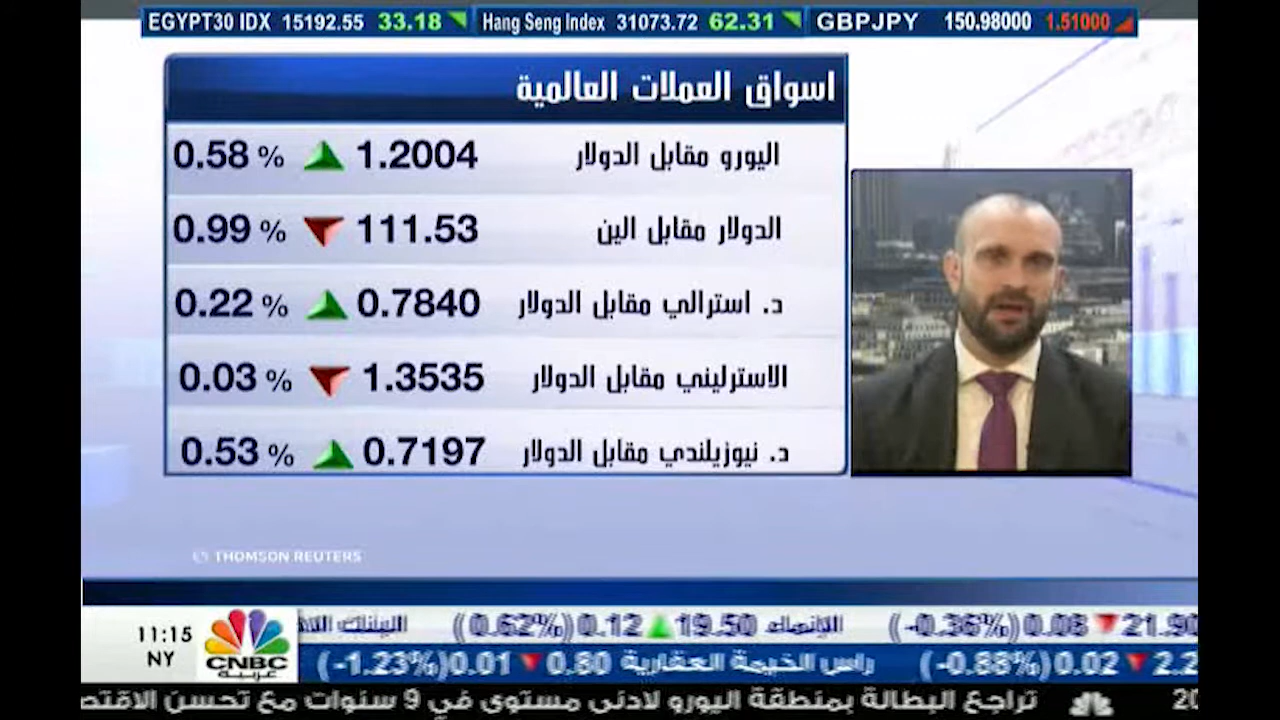 EGYPT30 IDX 15192.55 33.18 Hang Seng Index 31073.72 62.31 GBPJPY 150.98000 1.51000
اسواق العملات العالمية
اليورو مقابل الدولار 1.2004 0.58 %
الدولار مقابل الين 111.53 0.99 %
د. استرالي مقابل الدولار 0.7840 0.22 %
الاسترليني مقابل الدولار 1.3535 0.03 %
د. نيوزيلندي مقابل الدولار 0.7197 0.53 %
THOMSON REUTERS
21.90 0.08 (-0.36%) الإنماء 19.50 0.12 (0.62%) البنك
0.02 (-0.88%) راس الخيمة العقارية 0.80 0.01 (-1.23%)
11:15
NY
CNBC
عربية
تراجع البطالة بمنطقة اليورو لادنى مستوى في 9 سنوات مع تحسن